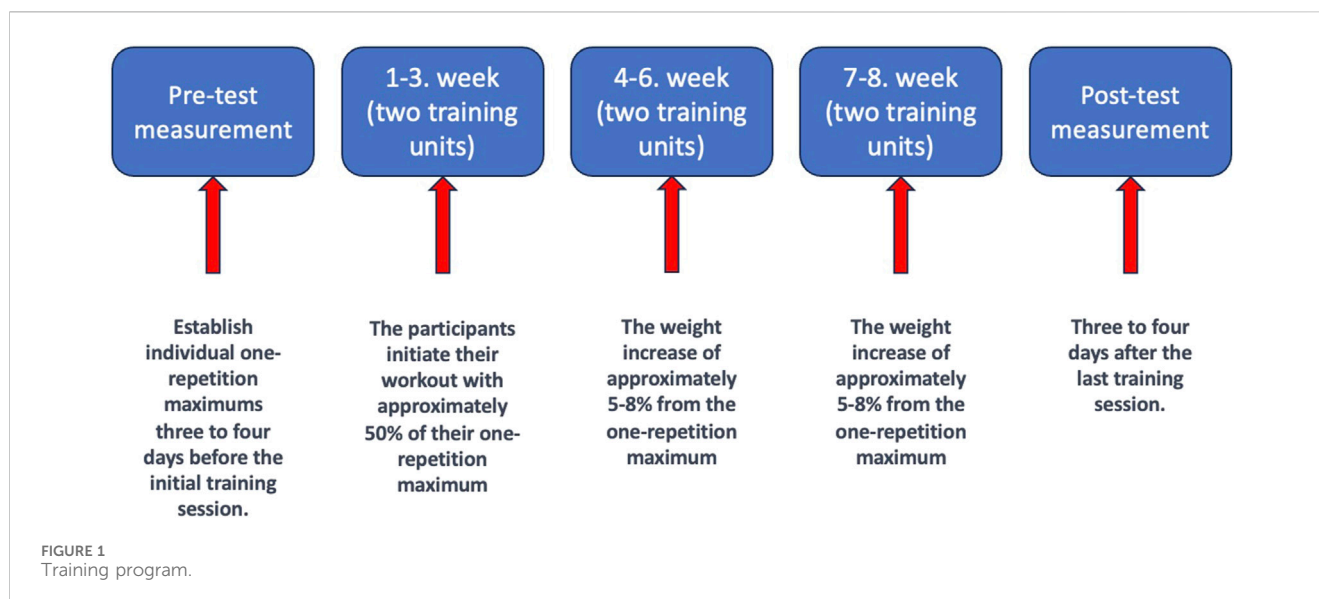 Pre-test
measurement
1-3. week
(two training
units)
4-6. week
(two training
units)
7-8. week
(two training
units)
Post-test
measurement
Establish
individual one-
repetition
maximums
three to four
days before the
initial training
session.
The participants
initiate their
workout with
approximately
50% of their one-
repetition
maximum
The weight
increase of
approximately
5-8% from the
one-repetition
maximum
The weight
increase of
approximately
5-8% from the
one-repetition
maximum
Three to four
days after the
last training
session.
FIGURE 1
Training program.